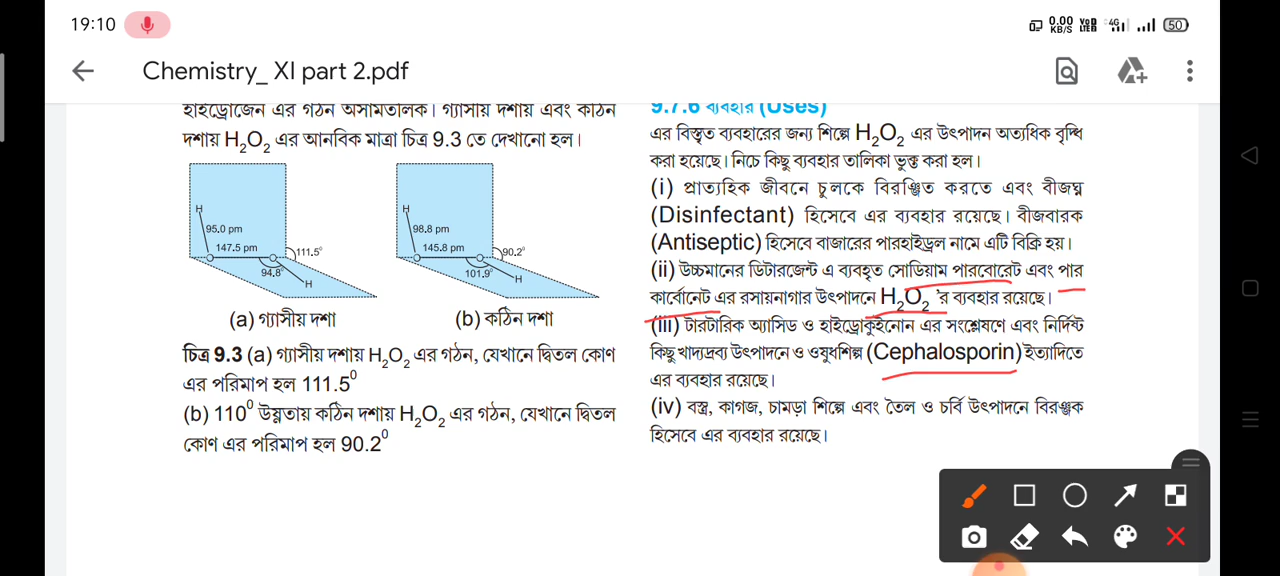 19:10
0.00 KB/S VoD LTE 4G 50
Chemistry_ XI part 2.pdf
হাইড্রোজেন এর গঠন অসামতালিক। গ্যাসীয় দশায় এবং কঠিন
দশায় H₂O₂ এর আনবিক মাত্রা চিত্র 9.3 তে দেখানো হল।
H
95.0 pm
147.5 pm
111.5⁰
94.8⁰
H
H
98.8 pm
145.8 pm
90.2⁰
101.9⁰
H
(a) গ্যাসীয় দশা
(b) কঠিন দশা
চিত্র 9.3 (a) গ্যাসীয় দশায় H₂O₂ এর গঠন, যেখানে দ্বিতল কোণ
এর পরিমাপ হল 111.5⁰
(b) 110⁰ উষ্ণতায় কঠিন দশায় H₂O₂ এর গঠন, যেখানে দ্বিতল
কোণ এর পরিমাপ হল 90.2⁰
9.7.6 ব্যবহার (Uses)
এর বিস্তৃত ব্যবহারের জন্য শিল্পে H₂O₂ এর উৎপাদন অত্যধিক বৃদ্ধি
করা হয়েছে। নিচে কিছু ব্যবহার তালিকা ভুক্ত করা হল।
(i) প্রাত্যহিক জীবনে চুলকে বিরঞ্জিত করতে এবং বীজঘ্ন
(Disinfectant) হিসেবে এর ব্যবহার রয়েছে। বীজবারক
(Antiseptic) হিসেবে বাজারের পারহাইড্রল নামে এটি বিক্রি হয়।
(ii) উচ্চমানের ডিটারজেন্ট এ ব্যবহৃত সোডিয়াম পারবোরেট এবং পার
কার্বোনেট এর রসায়নাগার উৎপাদনে H₂O₂ 'র ব্যবহার রয়েছে।
(iii) টারটারিক অ্যাসিড ও হাইড্রোকুইনোন এর সংশ্লেষণে এবং নির্দিষ্ট
কিছু খাদ্যদ্রব্য উৎপাদনে ও ওষুধশিল্প (Cephalosporin) ইত্যাদিতে
এর ব্যবহার রয়েছে।
(iv) বস্ত্র, কাগজ, চামড়া শিল্পে এবং তৈল ও চর্বি উৎপাদনে বিরঞ্জক
হিসেবে এর ব্যবহার রয়েছে।